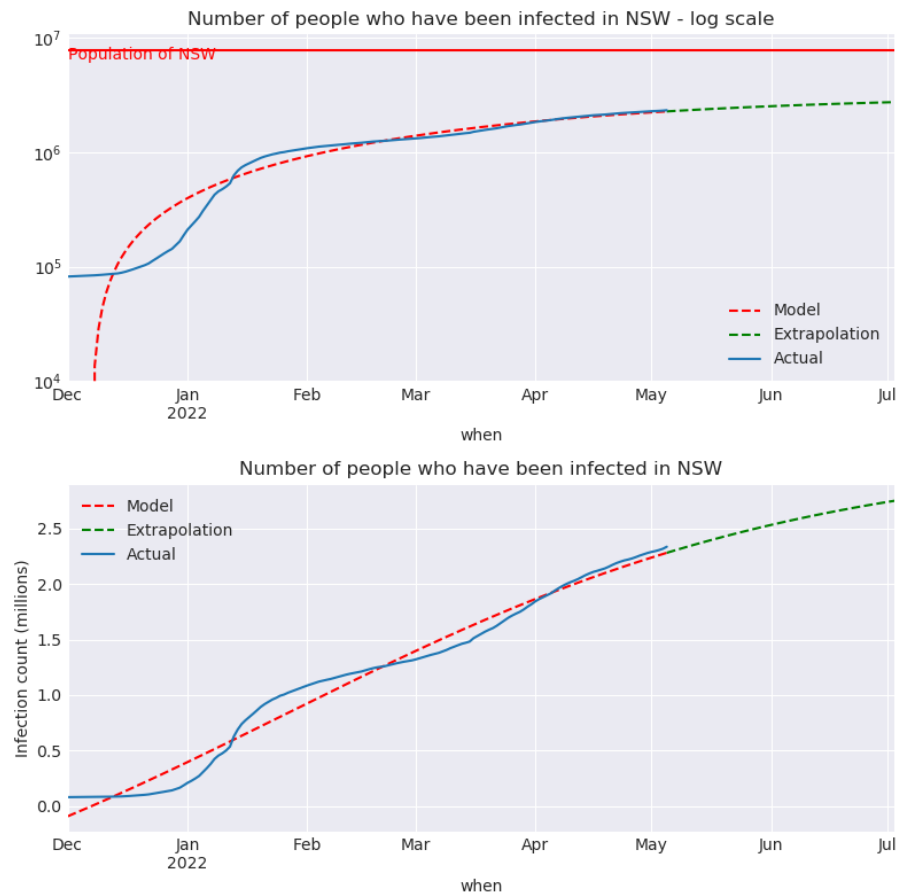 Number of people who have been infected in NSW - log scale
10^7
Population of NSW
10^6
10^5
10^4
Model
Extrapolation
Actual
Dec Jan Feb Mar Apr May Jun Jul
2022
when
Number of people who have been infected in NSW
Model
Extrapolation
Actual
Infection count (millions)
2.5
2.0
1.5
1.0
0.5
0.0
Dec Jan Feb Mar Apr May Jun Jul
2022
when